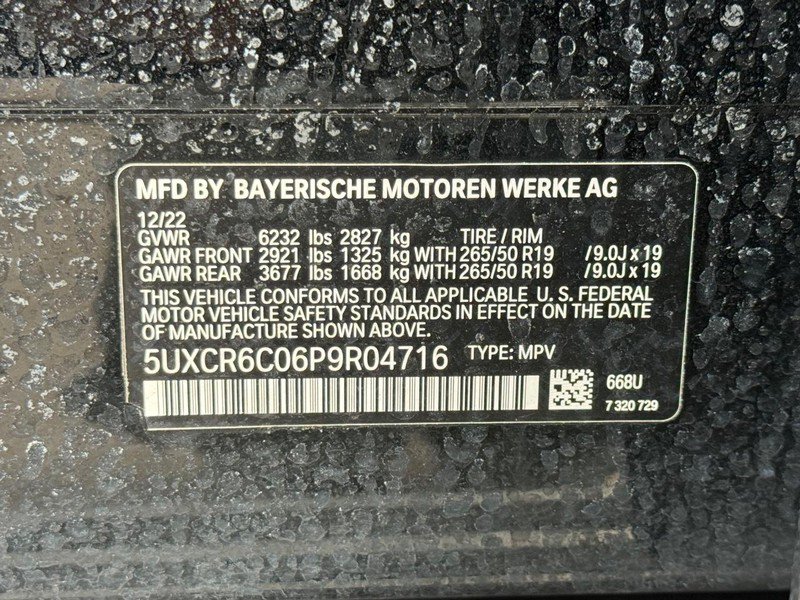 MFD BY BAYERISCHE MOTOREN WERKE AG
12/22
GVWR 6232 lbs 2827 kg TIRE / RIM
GAWR FRONT 2921 lbs 1325 kg WITH 265/50 R19 / 9.0J x 19
GAWR REAR 3677 lbs 1668 kg WITH 265/50 R19 / 9.0J x 19
THIS VEHICLE CONFORMS TO ALL APPLICABLE U. S. FEDERAL
MOTOR VEHICLE SAFETY STANDARDS IN EFFECT ON THE DATE
OF MANUFACTURE SHOWN ABOVE.
5UXCR6C06P9R04716 TYPE: MPV
668U
7 320 729